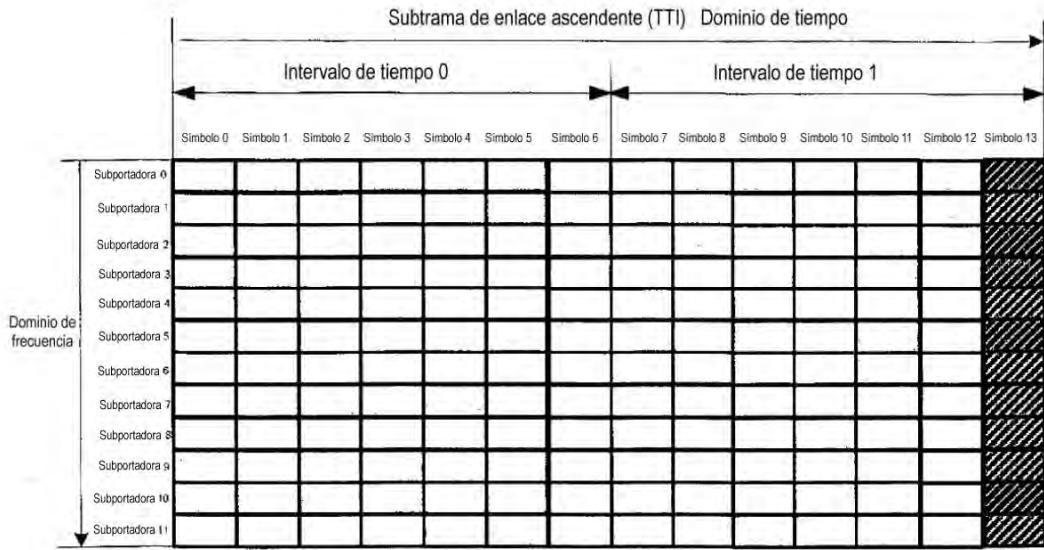 Subtrama de enlace ascendente (TTI) Dominio de tiempo
Intervalo de tiempo 0 Intervalo de tiempo 1
Simbolo 0 Simbolo 1 Simbolo 2 Simbolo 3 Simbolo 4 Simbolo 5 Simbolo 6 Simbolo 7 Simbolo 8 Simbolo 9 Simbolo 10 Simbolo 11 Simbolo 12 Simbolo 13
Subportadora 0
Subportadora 1
Subportadora 2
Subportadora 3
Subportadora 4
Subportadora 5
Subportadora 6
Subportadora 7
Subportadora 8
Subportadora 9
Subportadora 10
Subportadora 11
Dominio de
frecuencia